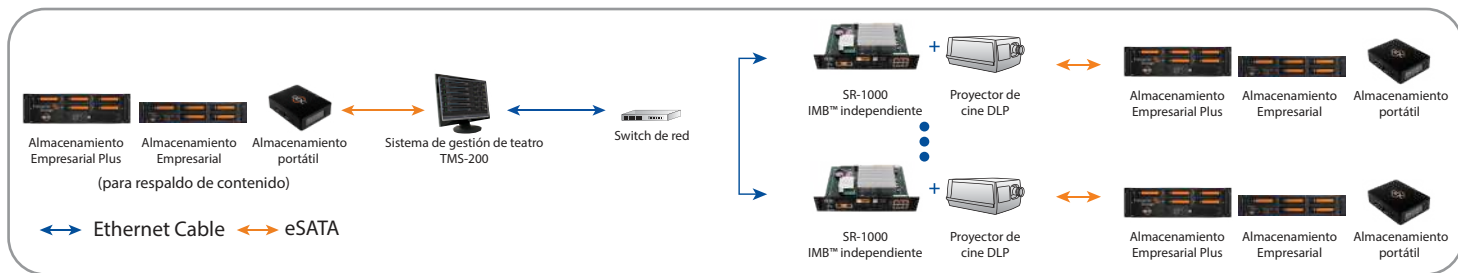 SR-1000
IMB™ independiente
+
Proyector de
cine DLP
Almacenamiento
Empresarial Plus
Almacenamiento
Empresarial
Almacenamiento
portátil
Almacenamiento
Empresarial Plus
Almacenamiento
Empresarial
Almacenamiento
portátil
(para respaldo de contenido)
Sistema de gestión de teatro
TMS-200
Switch de red
Ethernet Cable
eSATA
SR-1000
IMB™ independiente
+
Proyector de
cine DLP
Almacenamiento
Empresarial Plus
Almacenamiento
Empresarial
Almacenamiento
portátil